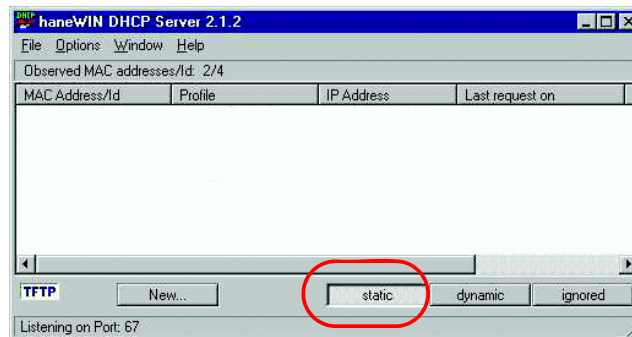 haneWIN DHCP Server 2.1.2
File Options Window Help
Observed MAC addresses/Id: 2/4
MAC Address/Id Profile IP Address Last request on
TFTP New... static dynamic ignored
Listening on Port: 67